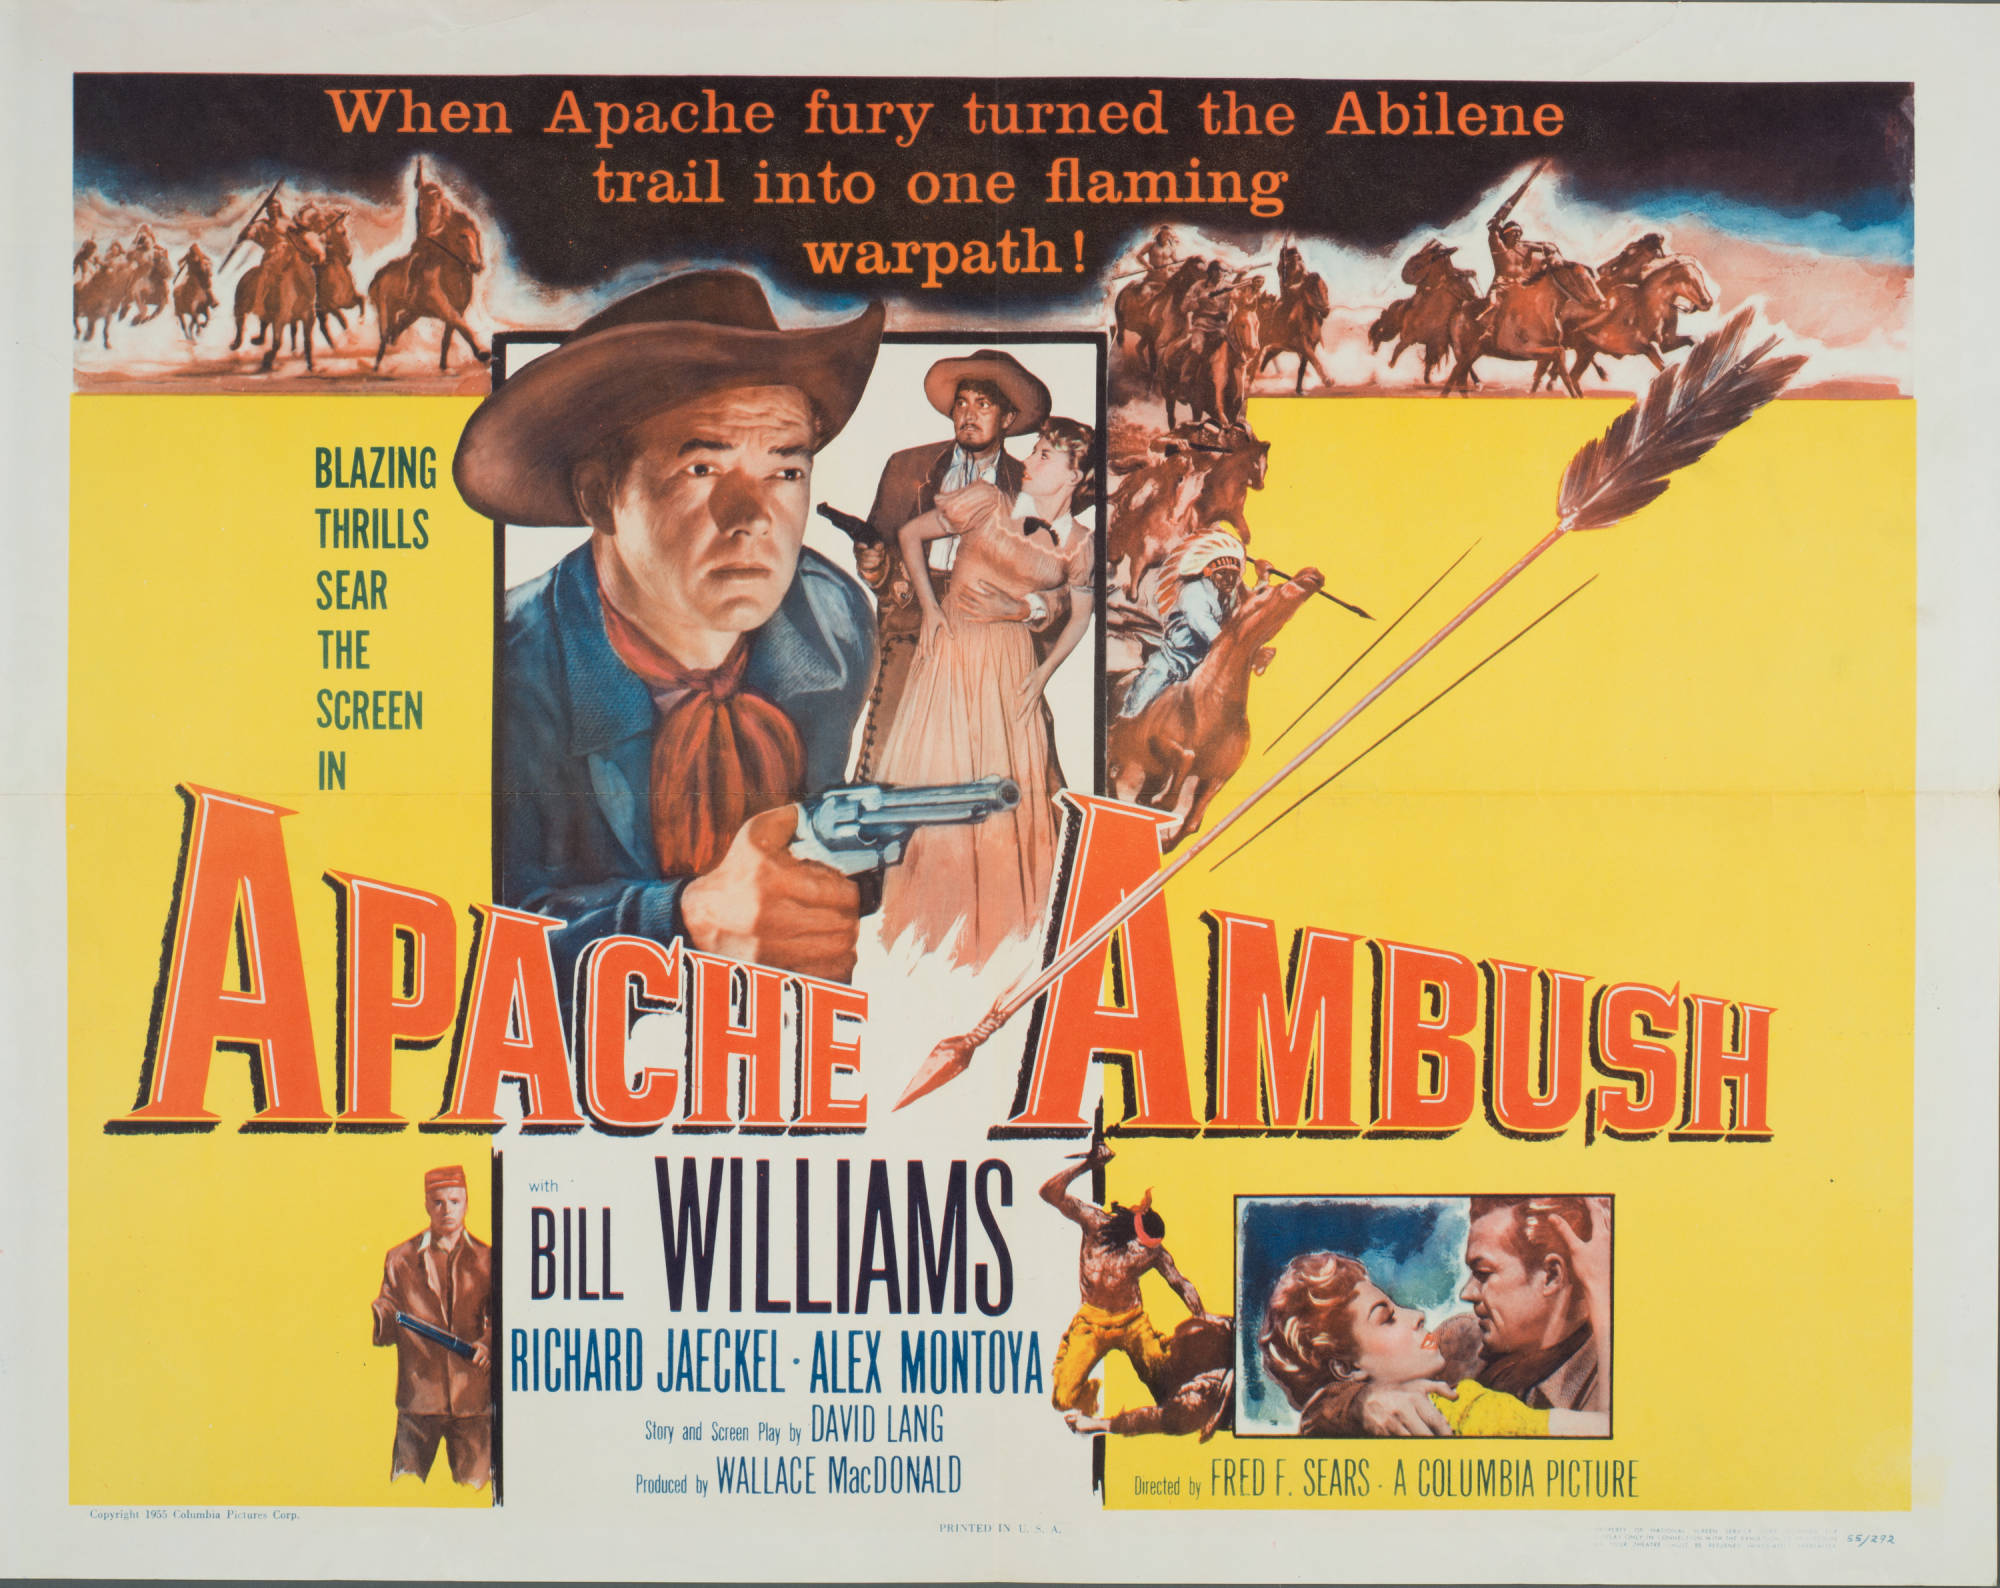 When Apache fury turned the Abilene
trail into one flaming
warpath!
BLAZING
THRILLS
SEAR
THE
SCREEN
IN
APACHE AMBUSH
with
BILL WILLIAMS
RICHARD JAECKEL · ALEX MONTOYA
Story and Screen Play by DAVID LANG
Produced by WALLACE MacDONALD
Directed by FRED F. SEARS · A COLUMBIA PICTURE
Copyright 1955 Columbia Pictures Corp.
PRINTED IN U. S. A.
55/292